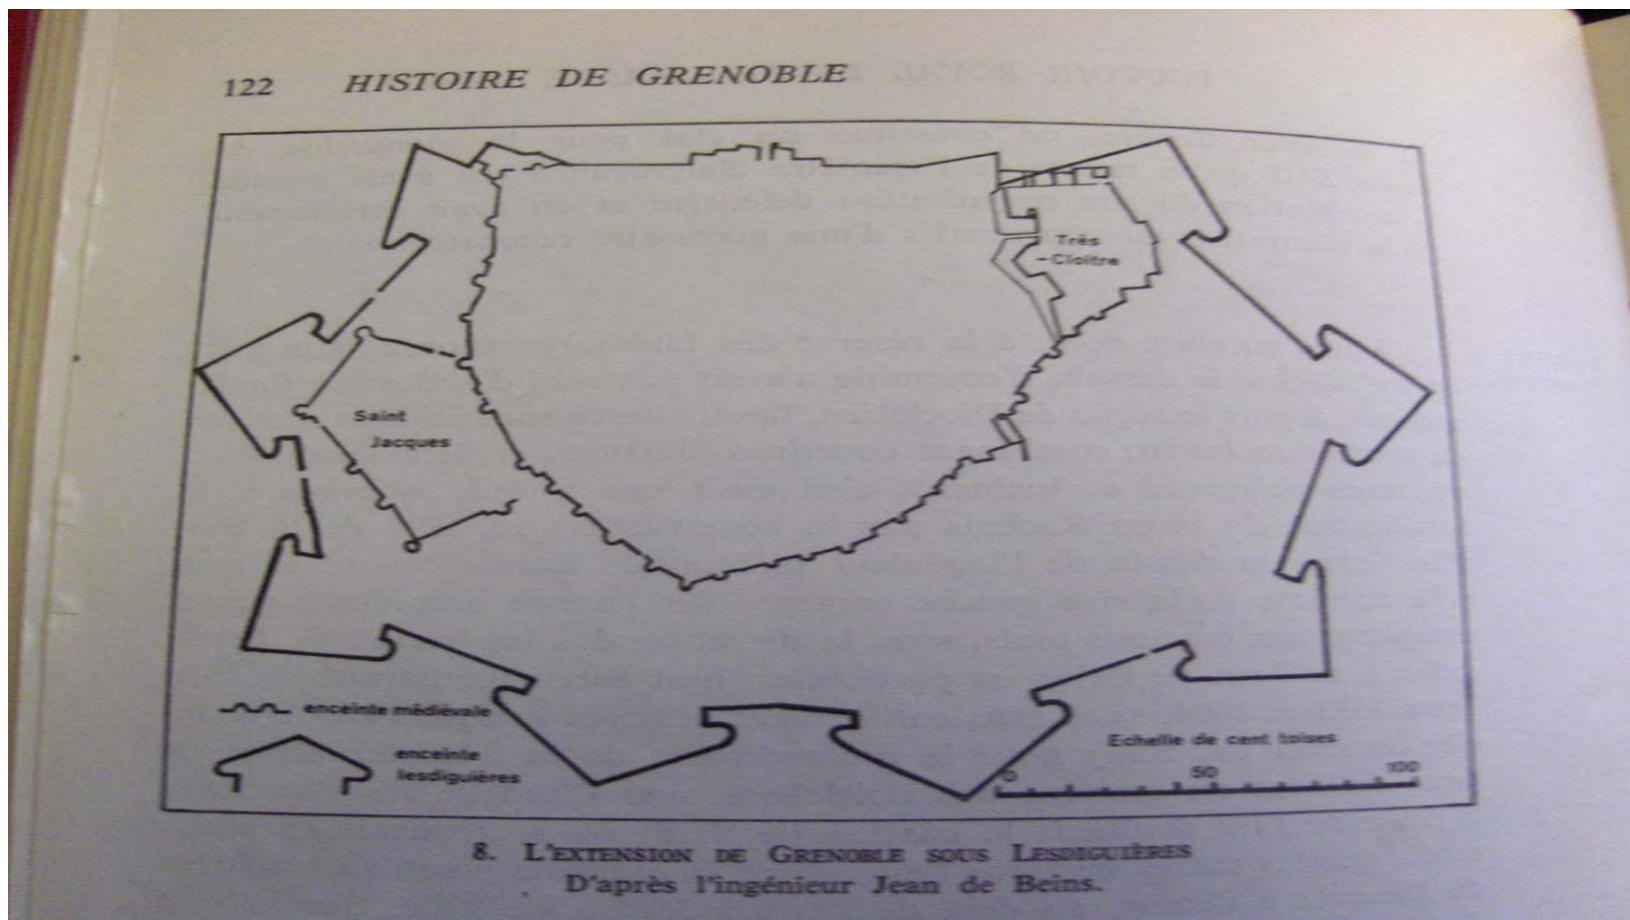 122 HISTOIRE DE GRENOBLE
Très
-Cloître
Saint
Jacques
enceinte médiévale
enceinte
lesdiguières
Echelle de cent toises
0 50 100
8. L'EXTENSION DE GRENOBLE SOUS LESDIGUIÈRES
D'après l'ingénieur Jean de Beins.